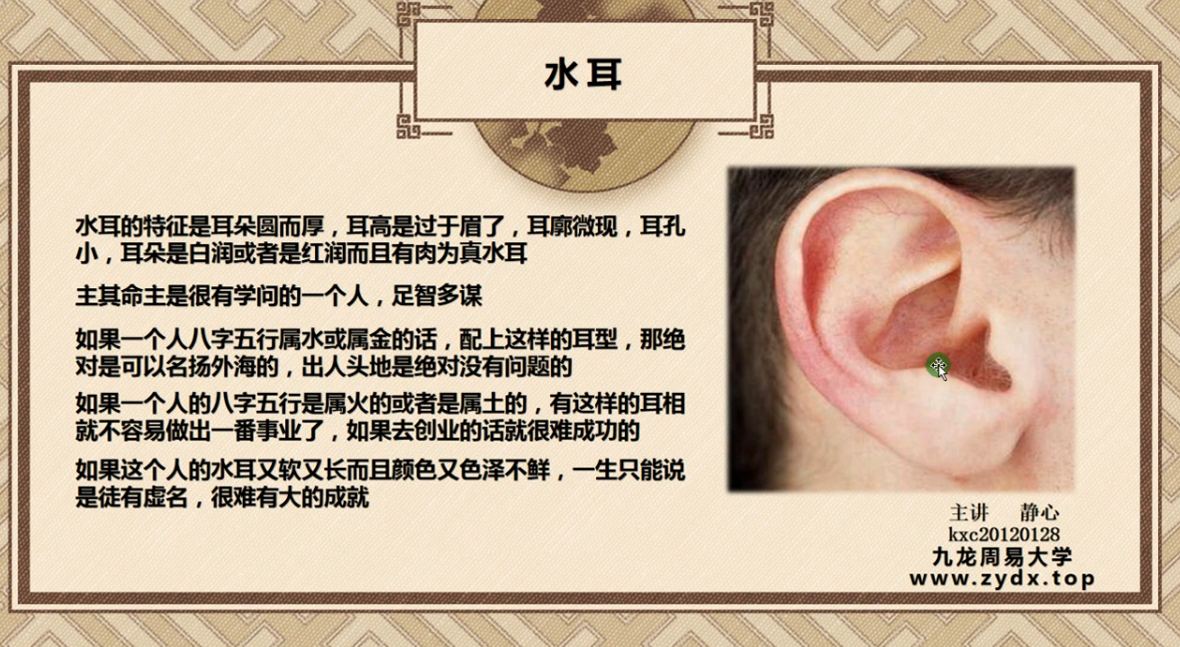 水耳
水耳的特征是耳朵圆而厚，耳高是过于眉了，耳廓微现，耳孔
小，耳朵是白润或者是红润而且有肉为真水耳
主其命主是很有学问的一个人，足智多谋
如果一个人八字五行属水或属金的话，配上这样的耳型，那绝
对是可以名扬外海的，出人头地是绝对没有问题的
如果一个人的八字五行是属火的或者是属土的，有这样的耳相
就不容易做出一番事业了，如果去创业的话就很难成功的
如果这个人的水耳又软又长而且颜色又色泽不鲜，一生只能说
是徒有虚名，很难有大的成就
主讲 静心
kxc20120128
九龙周易大学
www.zydx.top